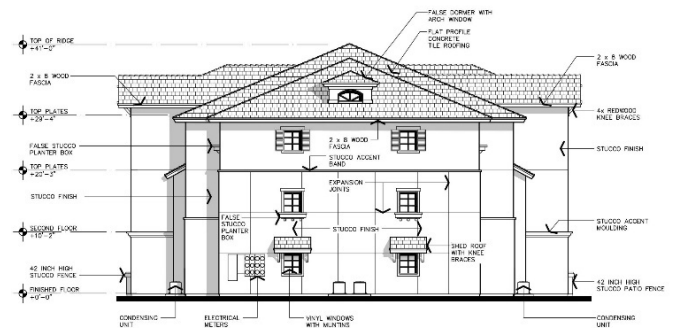 FALSE DORMER WITH
ARCH WINDOW
FLAT PROFILE
CONCRETE
TILE ROOFING
TOP OF RIDGE
+41'-0"
2 x 8 WOOD
FASCIA
2 x 8 WOOD
FASCIA
TOP PLATES
+29'-4"
4x REDWOOD
KNEE BRACES
2 x 8 WOOD
FASCIA
FALSE STUCCO
PLANTER BOX
STUCCO FINISH
STUCCO ACCENT
BAND
TOP PLATES
+20'-3"
EXPANSION
JOINTS
STUCCO FINISH
FALSE
STUCCO
PLANTER
BOX
STUCCO FINISH
STUCCO ACCENT
MOULDING
SECOND FLOOR
+10'-2"
SHED ROOF
WITH KNEE
BRACES
42 INCH HIGH
STUCCO FENCE
42 INCH HIGH
STUCCO PATIO FENCE
FINISHED FLOOR
+0'-0"
CONDENSING
UNIT
ELECTRICAL
METERS
VINYL WINDOWS
WITH MUNTINS
CONDENSING
UNIT